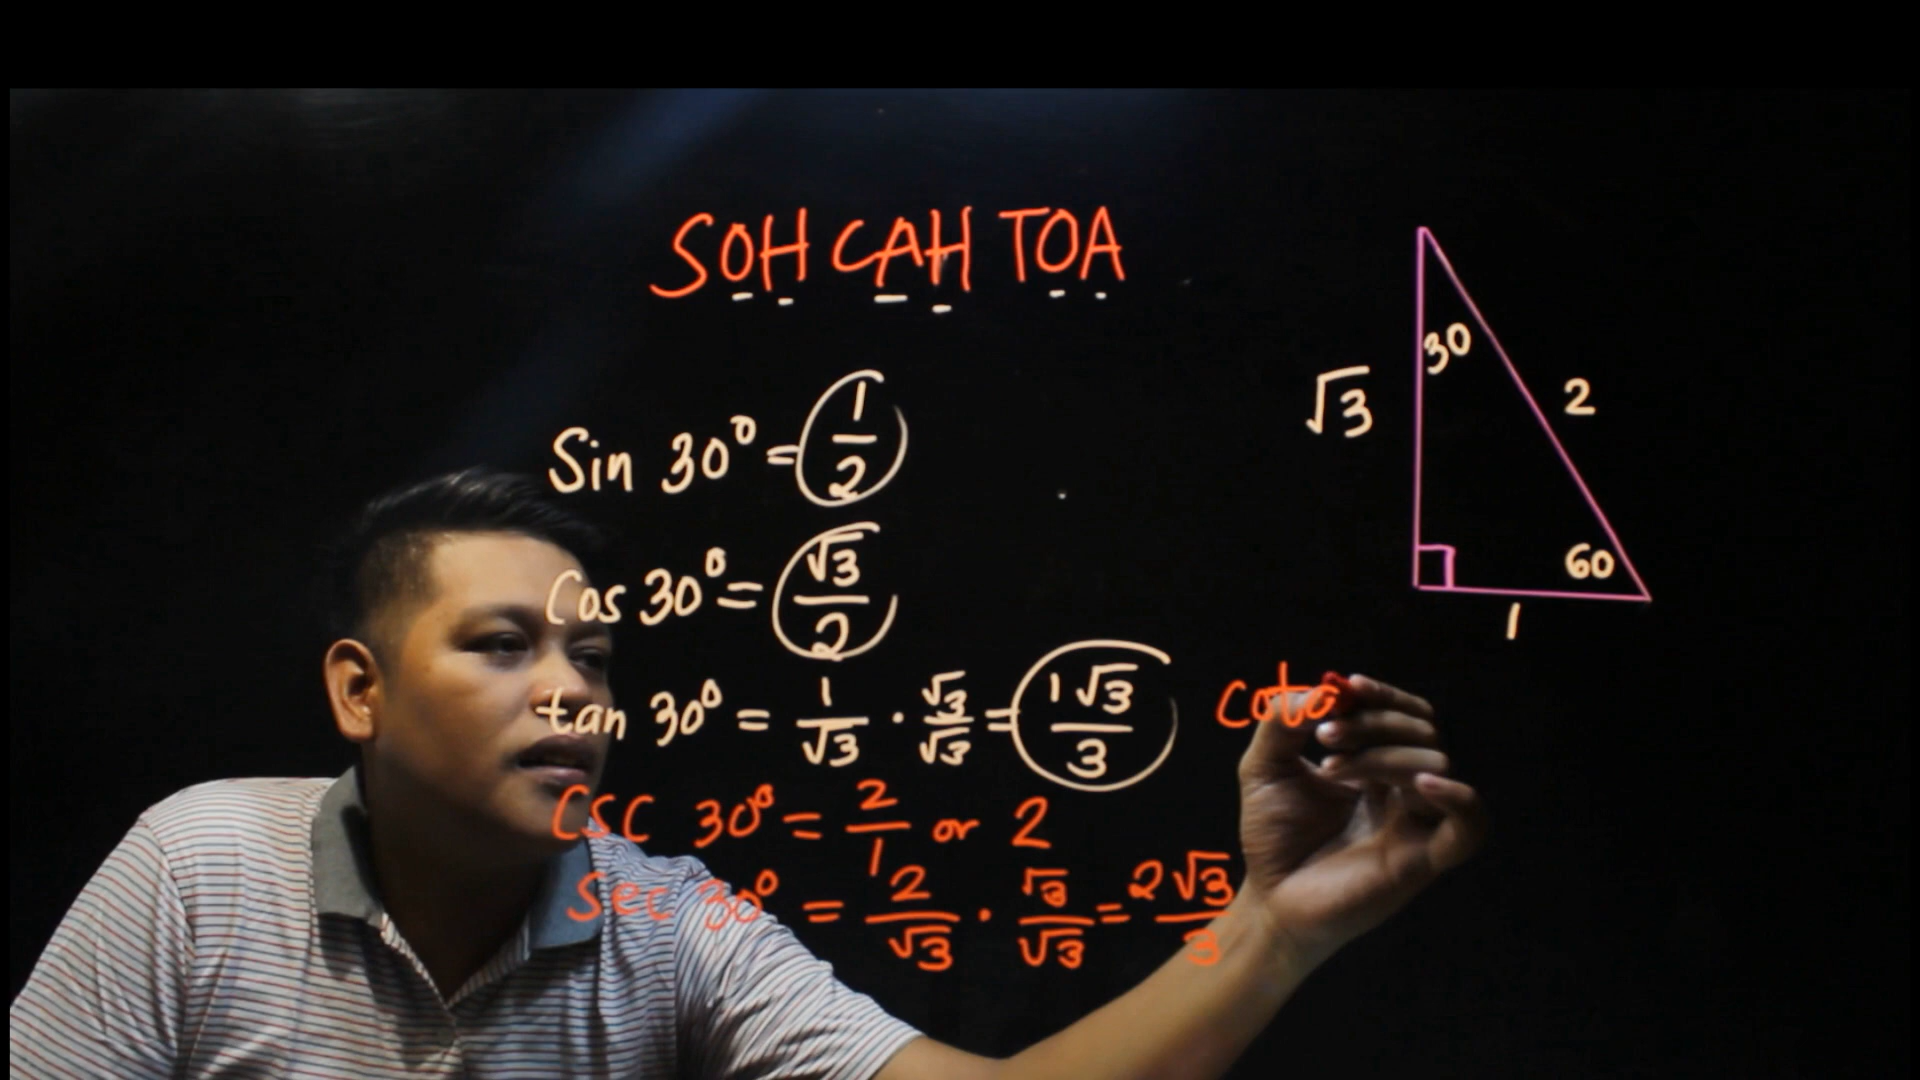 SOH CAH TOA
30
√3
2
Sin 30° = 1/2
60
Cos 30° = √3/2
1
tan 30° = 1/√3 · √3/√3 = 1√3/3
cota
CSC 30° = 2/1 or 2
Sec 30° = 2/√3 · √3/√3 = 2√3/3